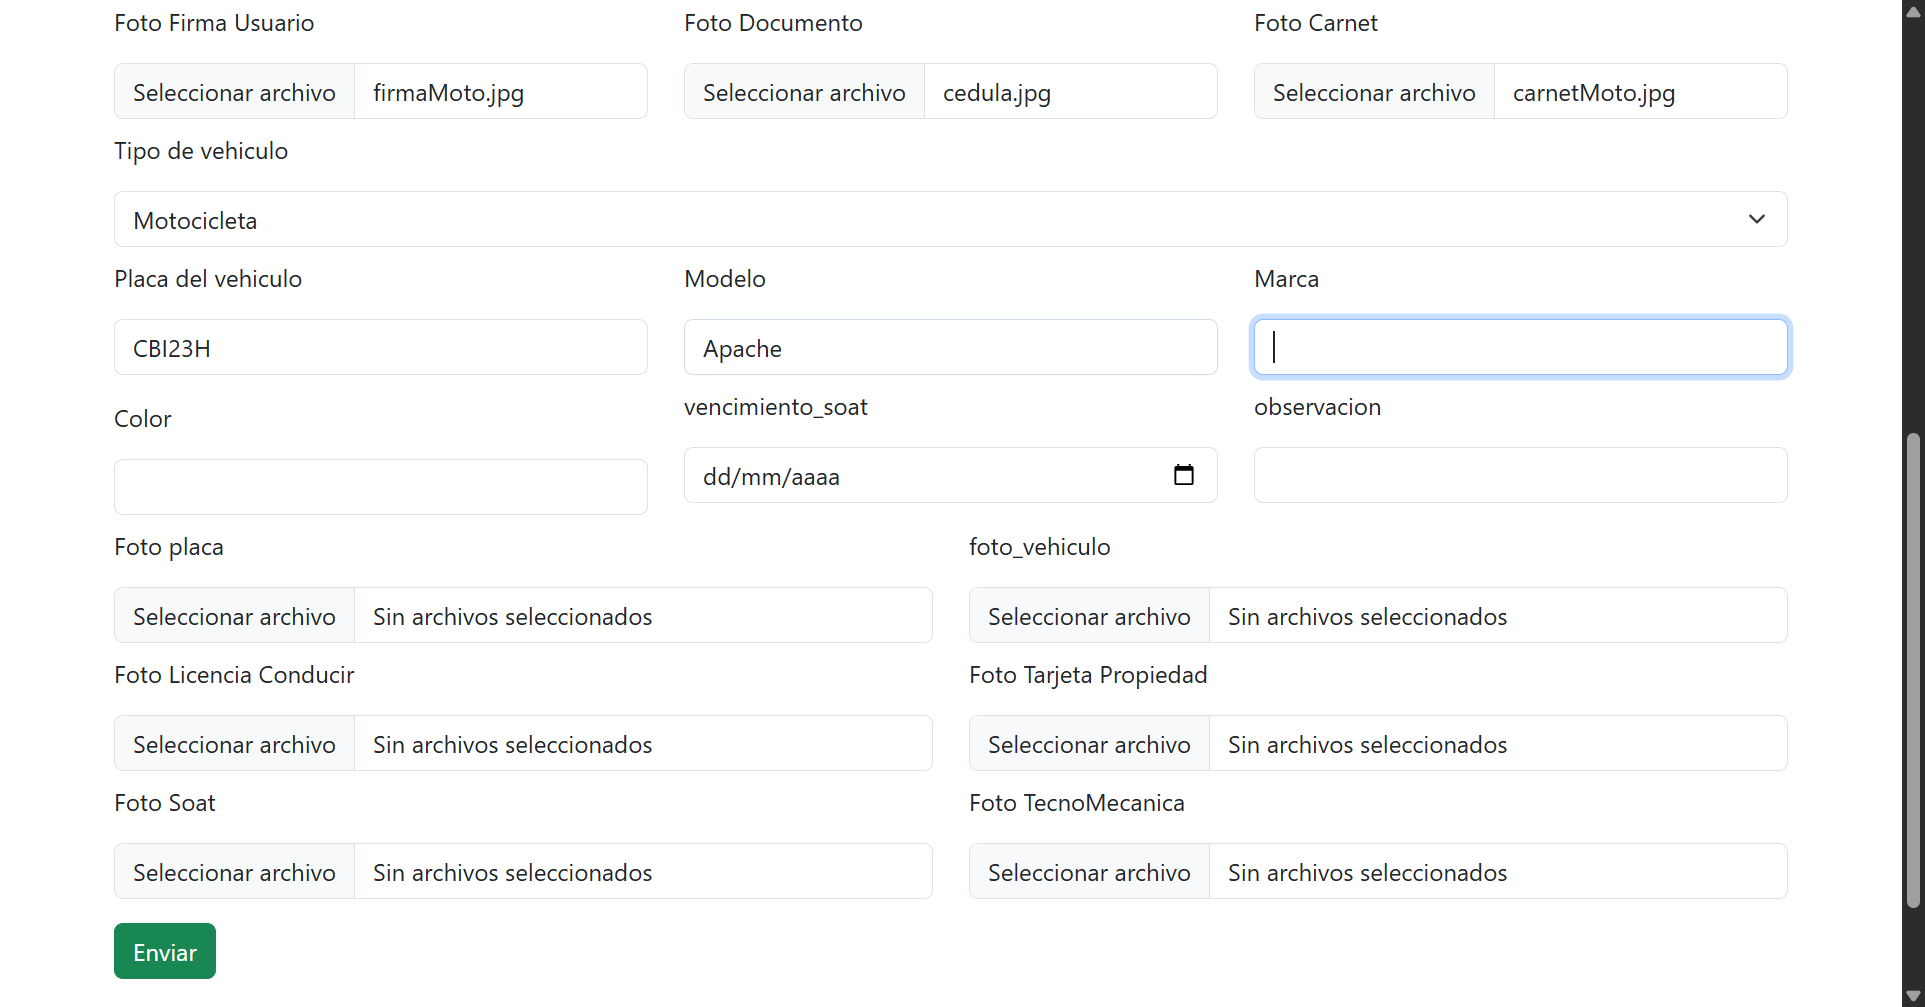 Foto Firma Usuario
Foto Documento
Foto Carnet
Seleccionar archivo firmaMoto.jpg
Seleccionar archivo cedula.jpg
Seleccionar archivo carnetMoto.jpg
Tipo de vehiculo
Motocicleta
Placa del vehiculo
Modelo
Marca
CBI23H
Apache
Color
vencimiento_soat
observacion
dd/mm/aaaa
Foto placa
foto_vehiculo
Seleccionar archivo Sin archivos seleccionados
Seleccionar archivo Sin archivos seleccionados
Foto Licencia Conducir
Foto Tarjeta Propiedad
Seleccionar archivo Sin archivos seleccionados
Seleccionar archivo Sin archivos seleccionados
Foto Soat
Foto TecnoMecanica
Seleccionar archivo Sin archivos seleccionados
Seleccionar archivo Sin archivos seleccionados
Enviar